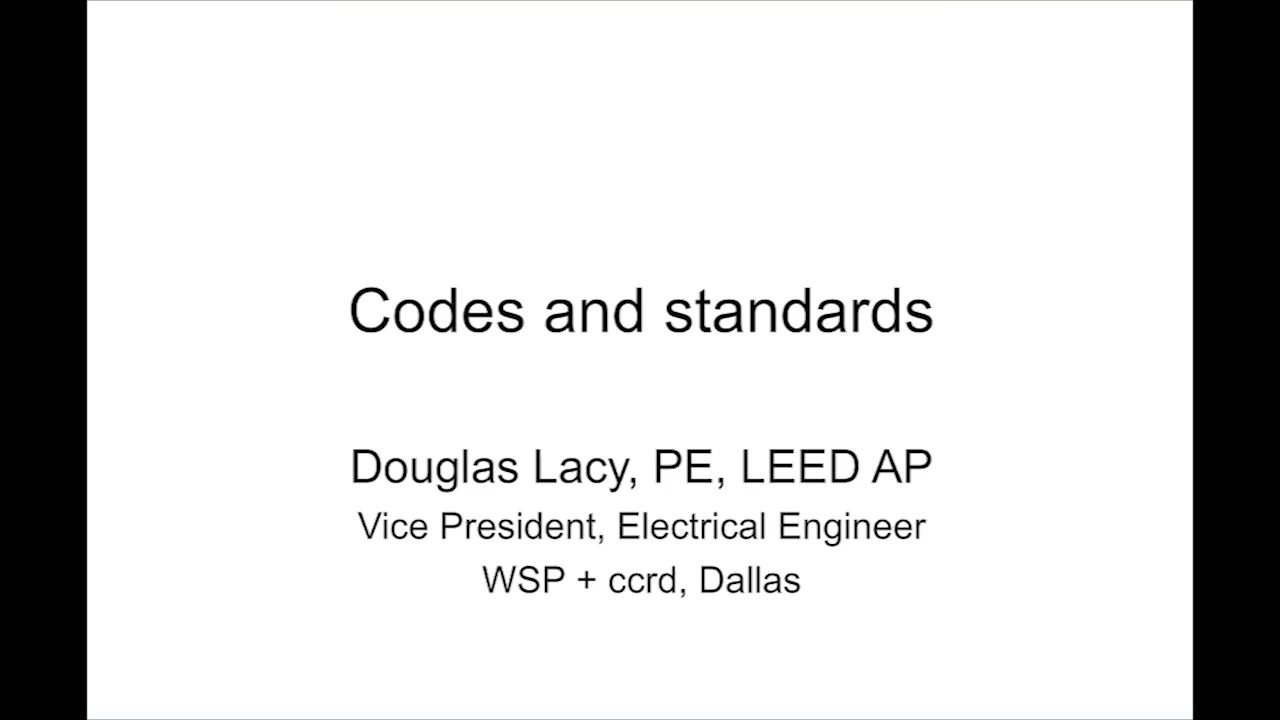 Codes and standards
Douglas Lacy, PE, LEED AP
Vice President, Electrical Engineer
WSP + ccrd, Dallas